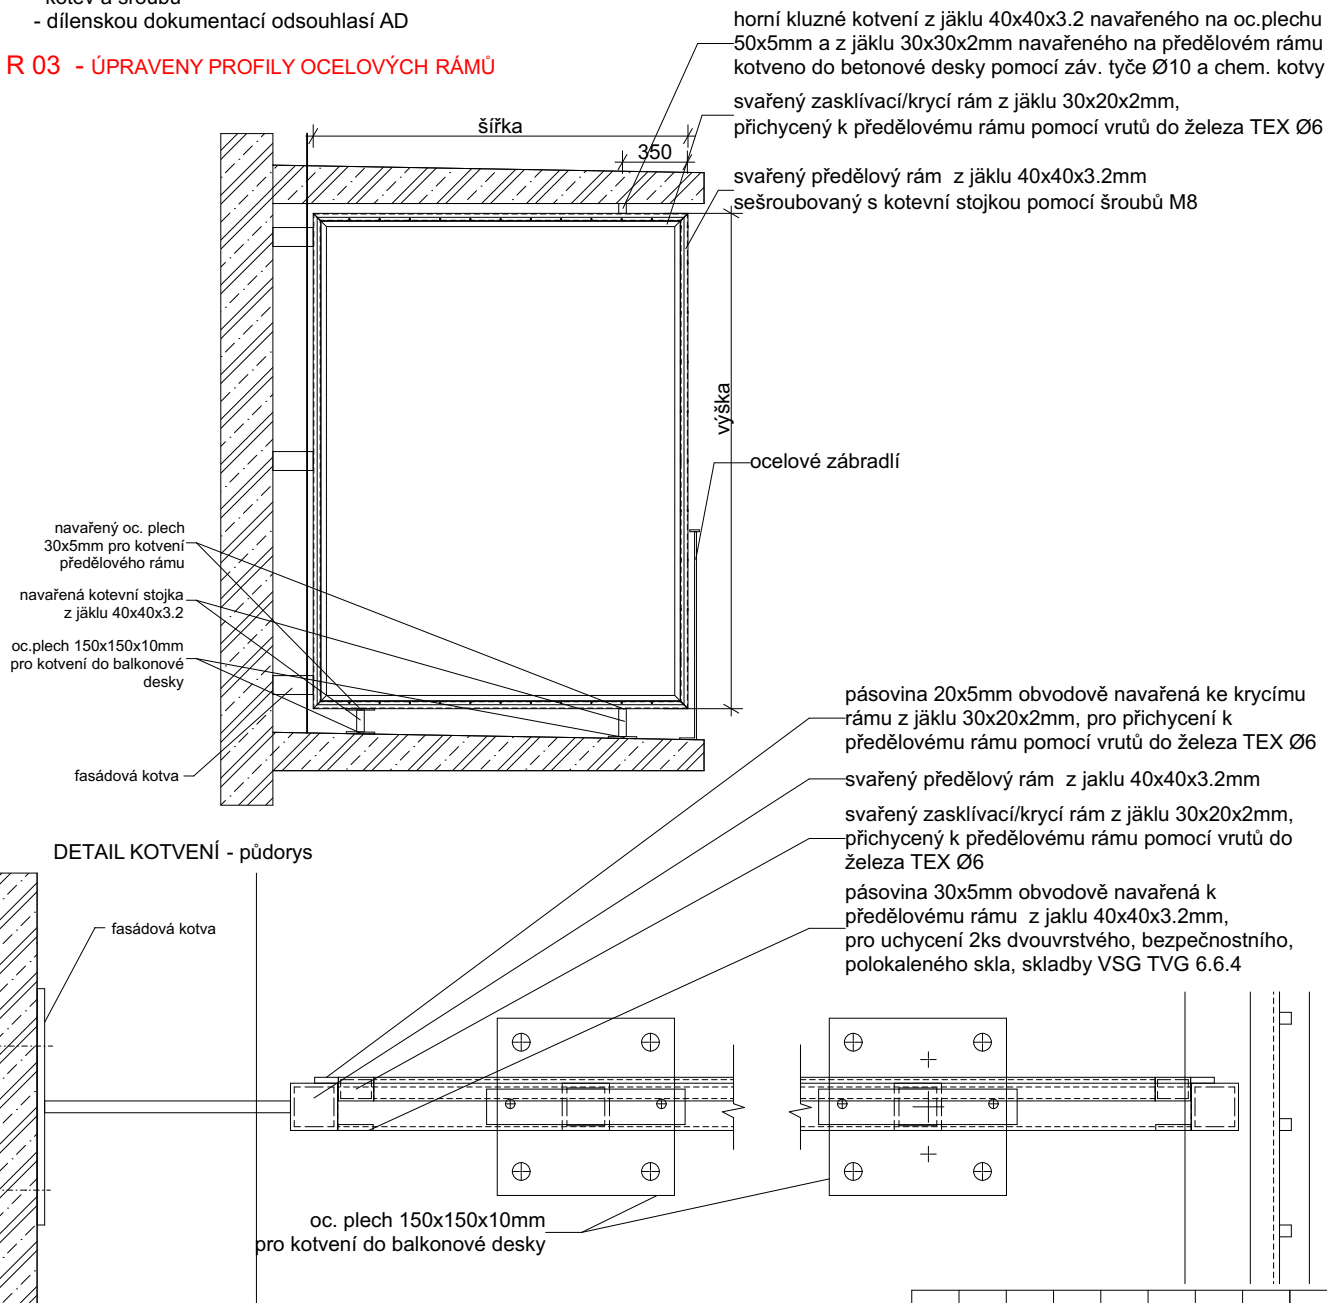 - dílenskou dokumentací odsouhlasí AD
R 03 - ÚPRAVENY PROFILY OCELOVÝCH RÁMŮ
horní kluzné kotvení z jäklu 40x40x3.2 navařeného na oc.plechu
50x5mm a z jäklu 30x30x2mm navařeného na předělovém rámu
kotveno do betonové desky pomocí záv. tyče Ø10 a chem. kotvy
svařený zasklívací/krycí rám z jäklu 30x20x2mm,
přichycený k předělovému rámu pomocí vrutů do železa TEX Ø6
svařený předělový rám z jäklu 40x40x3.2mm
sešroubovaný s kotevní stojkou pomocí šroubů M8
šířka
350
výška
ocelové zábradlí
navařený oc. plech
30x5mm pro kotvení
předělového rámu
navařená kotevní stojka
z jäklu 40x40x3.2
oc.plech 150x150x10mm
pro kotvení do balkonové
desky
fasádová kotva
pásovina 20x5mm obvodově navařená ke krycímu
rámu z jäklu 30x20x2mm, pro přichycení k
předělovému rámu pomocí vrutů do železa TEX Ø6
svařený předělový rám z jaklu 40x40x3.2mm
svařený zasklívací/krycí rám z jäklu 30x20x2mm,
přichycený k předělovému rámu pomocí vrutů do
železa TEX Ø6
pásovina 30x5mm obvodově navařená k
předělovému rámu z jaklu 40x40x3.2mm,
pro uchycení 2ks dvouvrstvého, bezpečnostního,
polokaleného skla, skladby VSG TVG 6.6.4
DETAIL KOTVENÍ - půdorys
fasádová kotva
oc. plech 150x150x10mm
pro kotvení do balkonové desky